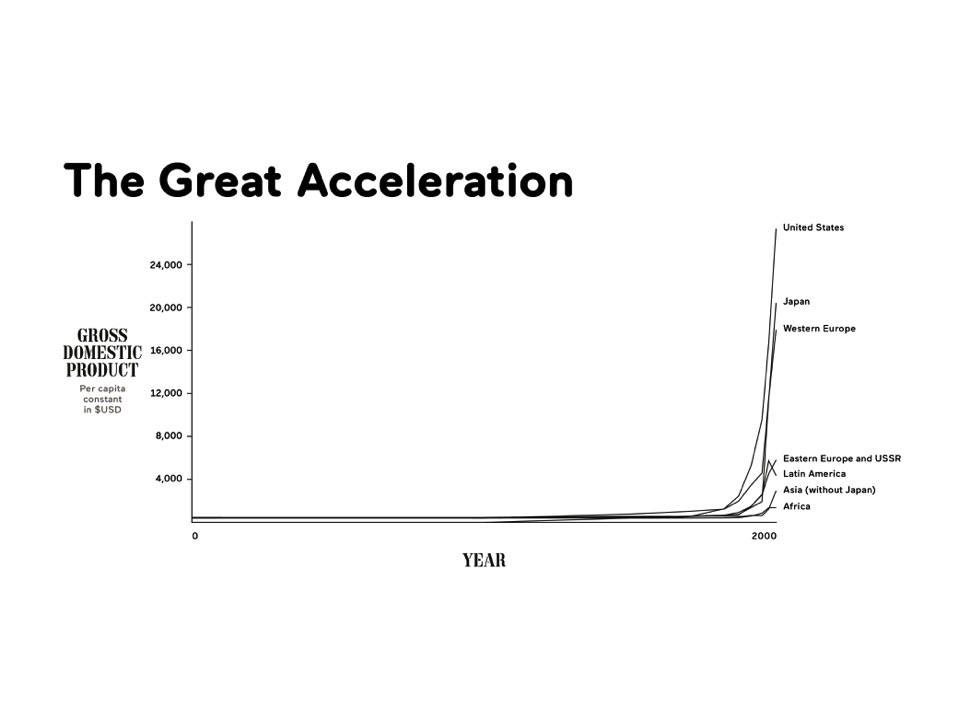 The Great Acceleration
GROSS
DOMESTIC
PRODUCT
Per capita
constant
in $USD
24,000
20,000
16,000
12,000
8,000
4,000
United States
Japan
Western Europe
Eastern Europe and USSR
Latin America
Asia (without Japan)
Africa
0
2000
YEAR